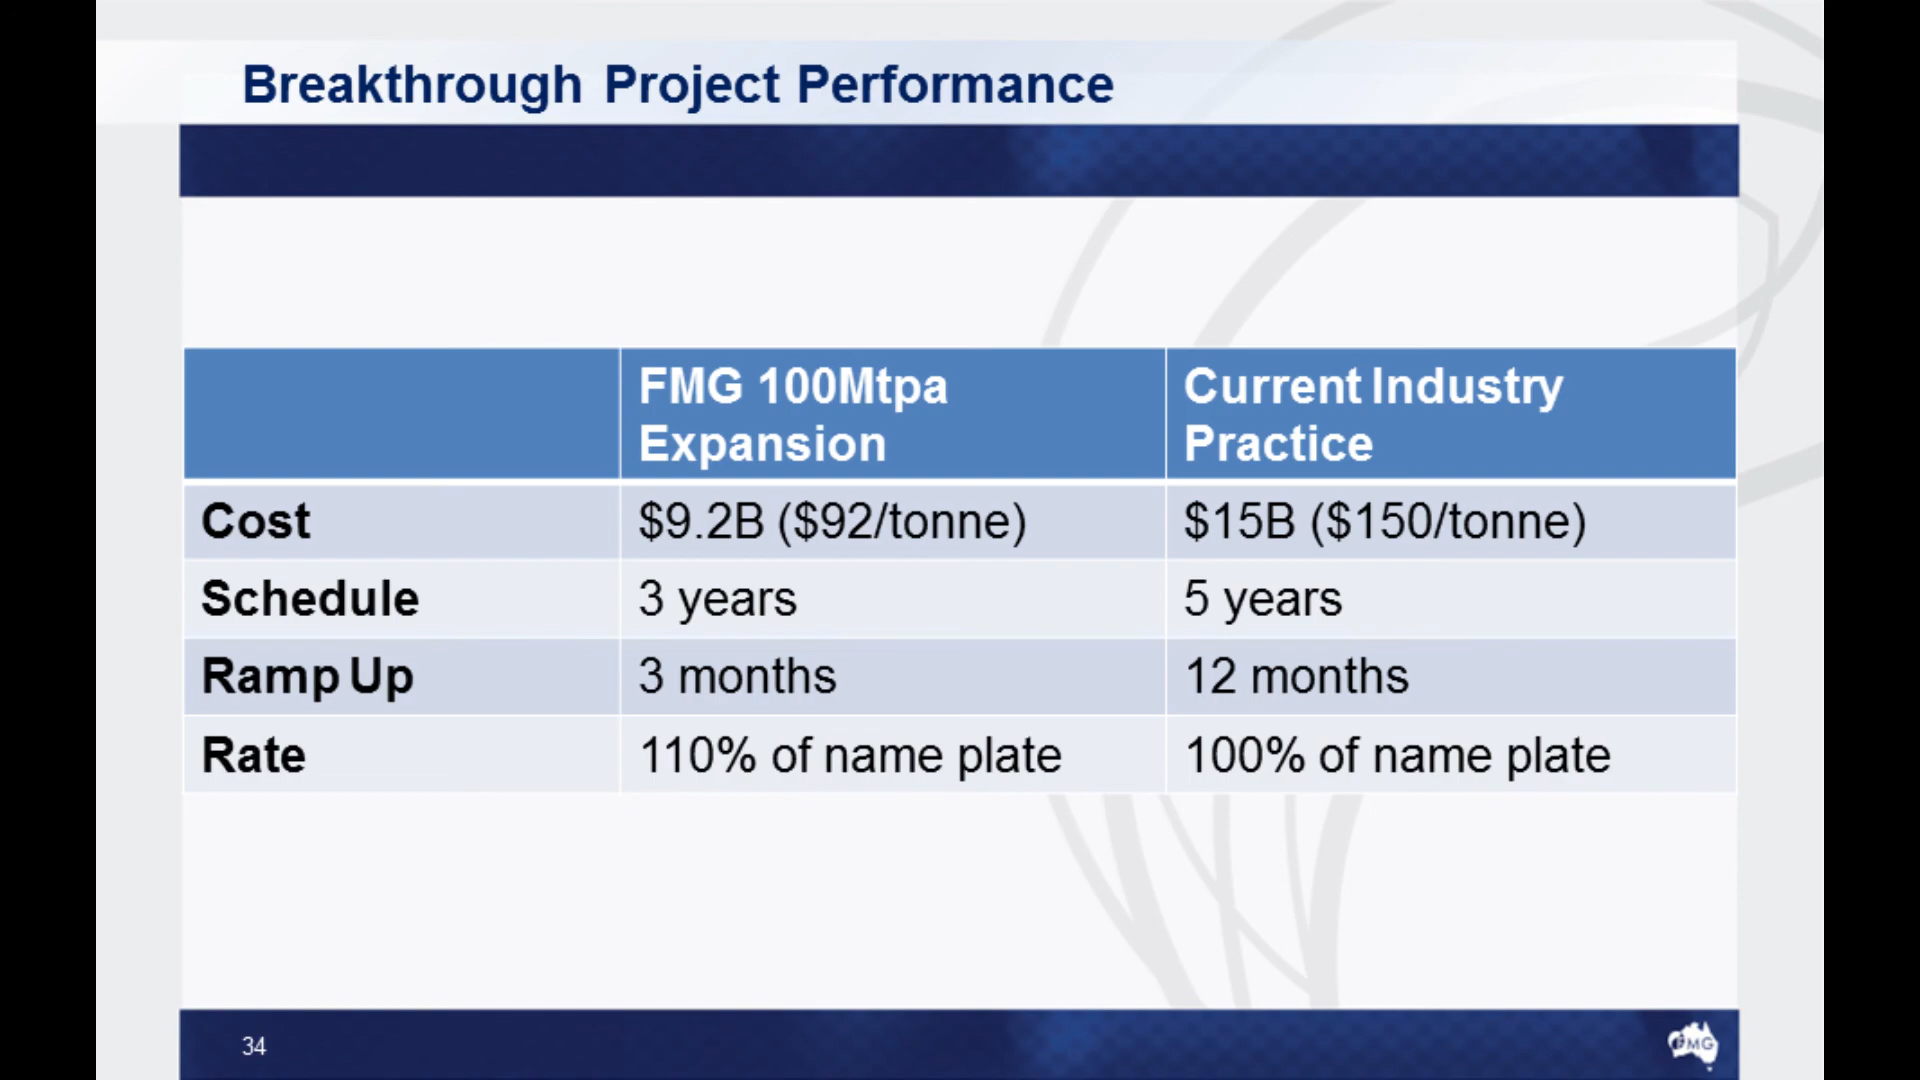 Breakthrough Project Performance
FMG 100Mtpa Expansion
Current Industry Practice
Cost $9.2B ($92/tonne) $15B ($150/tonne)
Schedule 3 years 5 years
Ramp Up 3 months 12 months
Rate 110% of name plate 100% of name plate
34
FMG